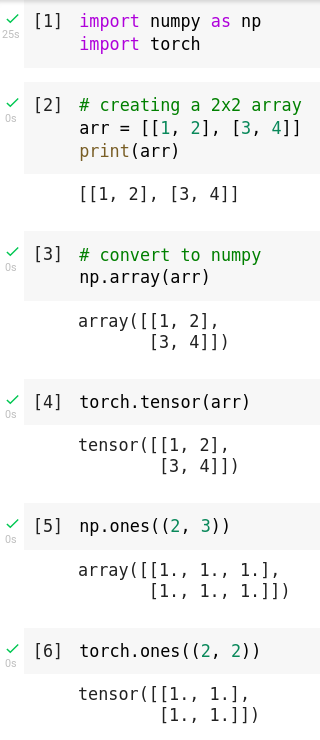 [1] import numpy as np
25s
import torch
[2] # creating a 2x2 array
0s
arr = [[1, 2], [3, 4]]
print(arr)
[[1, 2], [3, 4]]
[3] # convert to numpy
0s
np.array(arr)
array([[1, 2],
[3, 4]])
[4] torch.tensor(arr)
0s
tensor([[1, 2],
[3, 4]])
[5] np.ones((2, 3))
0s
array([[1., 1., 1.],
[1., 1., 1.]])
[6] torch.ones((2, 2))
0s
tensor([[1., 1.],
[1., 1.]])